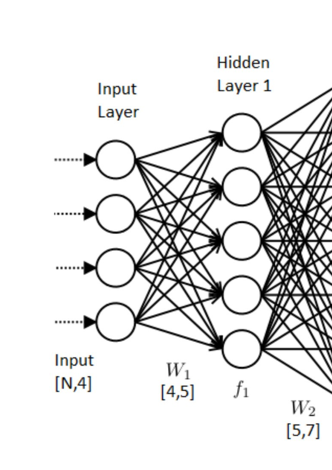 Input
Layer
Hidden
Layer 1
Input
[N,4]
W₁
[4,5]
f₁
W₂
[5,7]